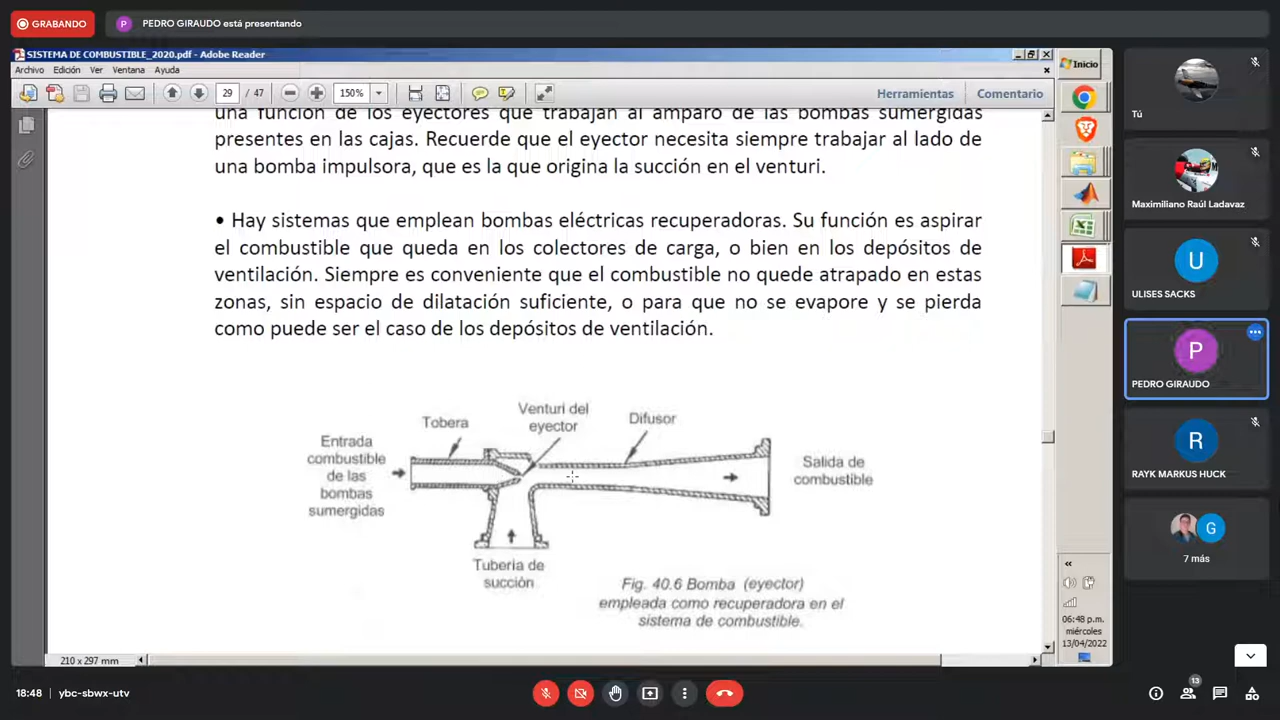 GRABANDO
P
PEDRO GIRAUDO está presentando
SISTEMA DE COMBUSTIBLE_2020.pdf - Adobe Reader
Archivo Edición Ver Ventana Ayuda
29 / 47
150%
Herramientas
Comentario
una función de los eyectores que trabajan al amparo de las bombas sumergidas
presentes en las cajas. Recuerde que el eyector necesita siempre trabajar al lado de
una bomba impulsora, que es la que origina la succión en el venturi.
• Hay sistemas que emplean bombas eléctricas recuperadoras. Su función es aspirar
el combustible que queda en los colectores de carga, o bien en los depósitos de
ventilación. Siempre es conveniente que el combustible no quede atrapado en estas
zonas, sin espacio de dilatación suficiente, o para que no se evapore y se pierda
como puede ser el caso de los depósitos de ventilación.
Entrada
combustible
de las
bombas
sumergidas
Tobera
Venturi del
eyector
Difusor
Salida de
combustible
Tuberia de
succión
Fig. 40.6 Bomba (eyector)
empleada como recuperadora en el
sistema de combustible.
210 x 297 mm
Inicio
«
06:48 p.m.
miércoles
13/04/2022
Tú
Maximiliano Raúl Ladavaz
U
ULISES SACKS
P
PEDRO GIRAUDO
R
RAYK MARKUS HUCK
G
7 más
18:48
ybc-sbwx-utv
13